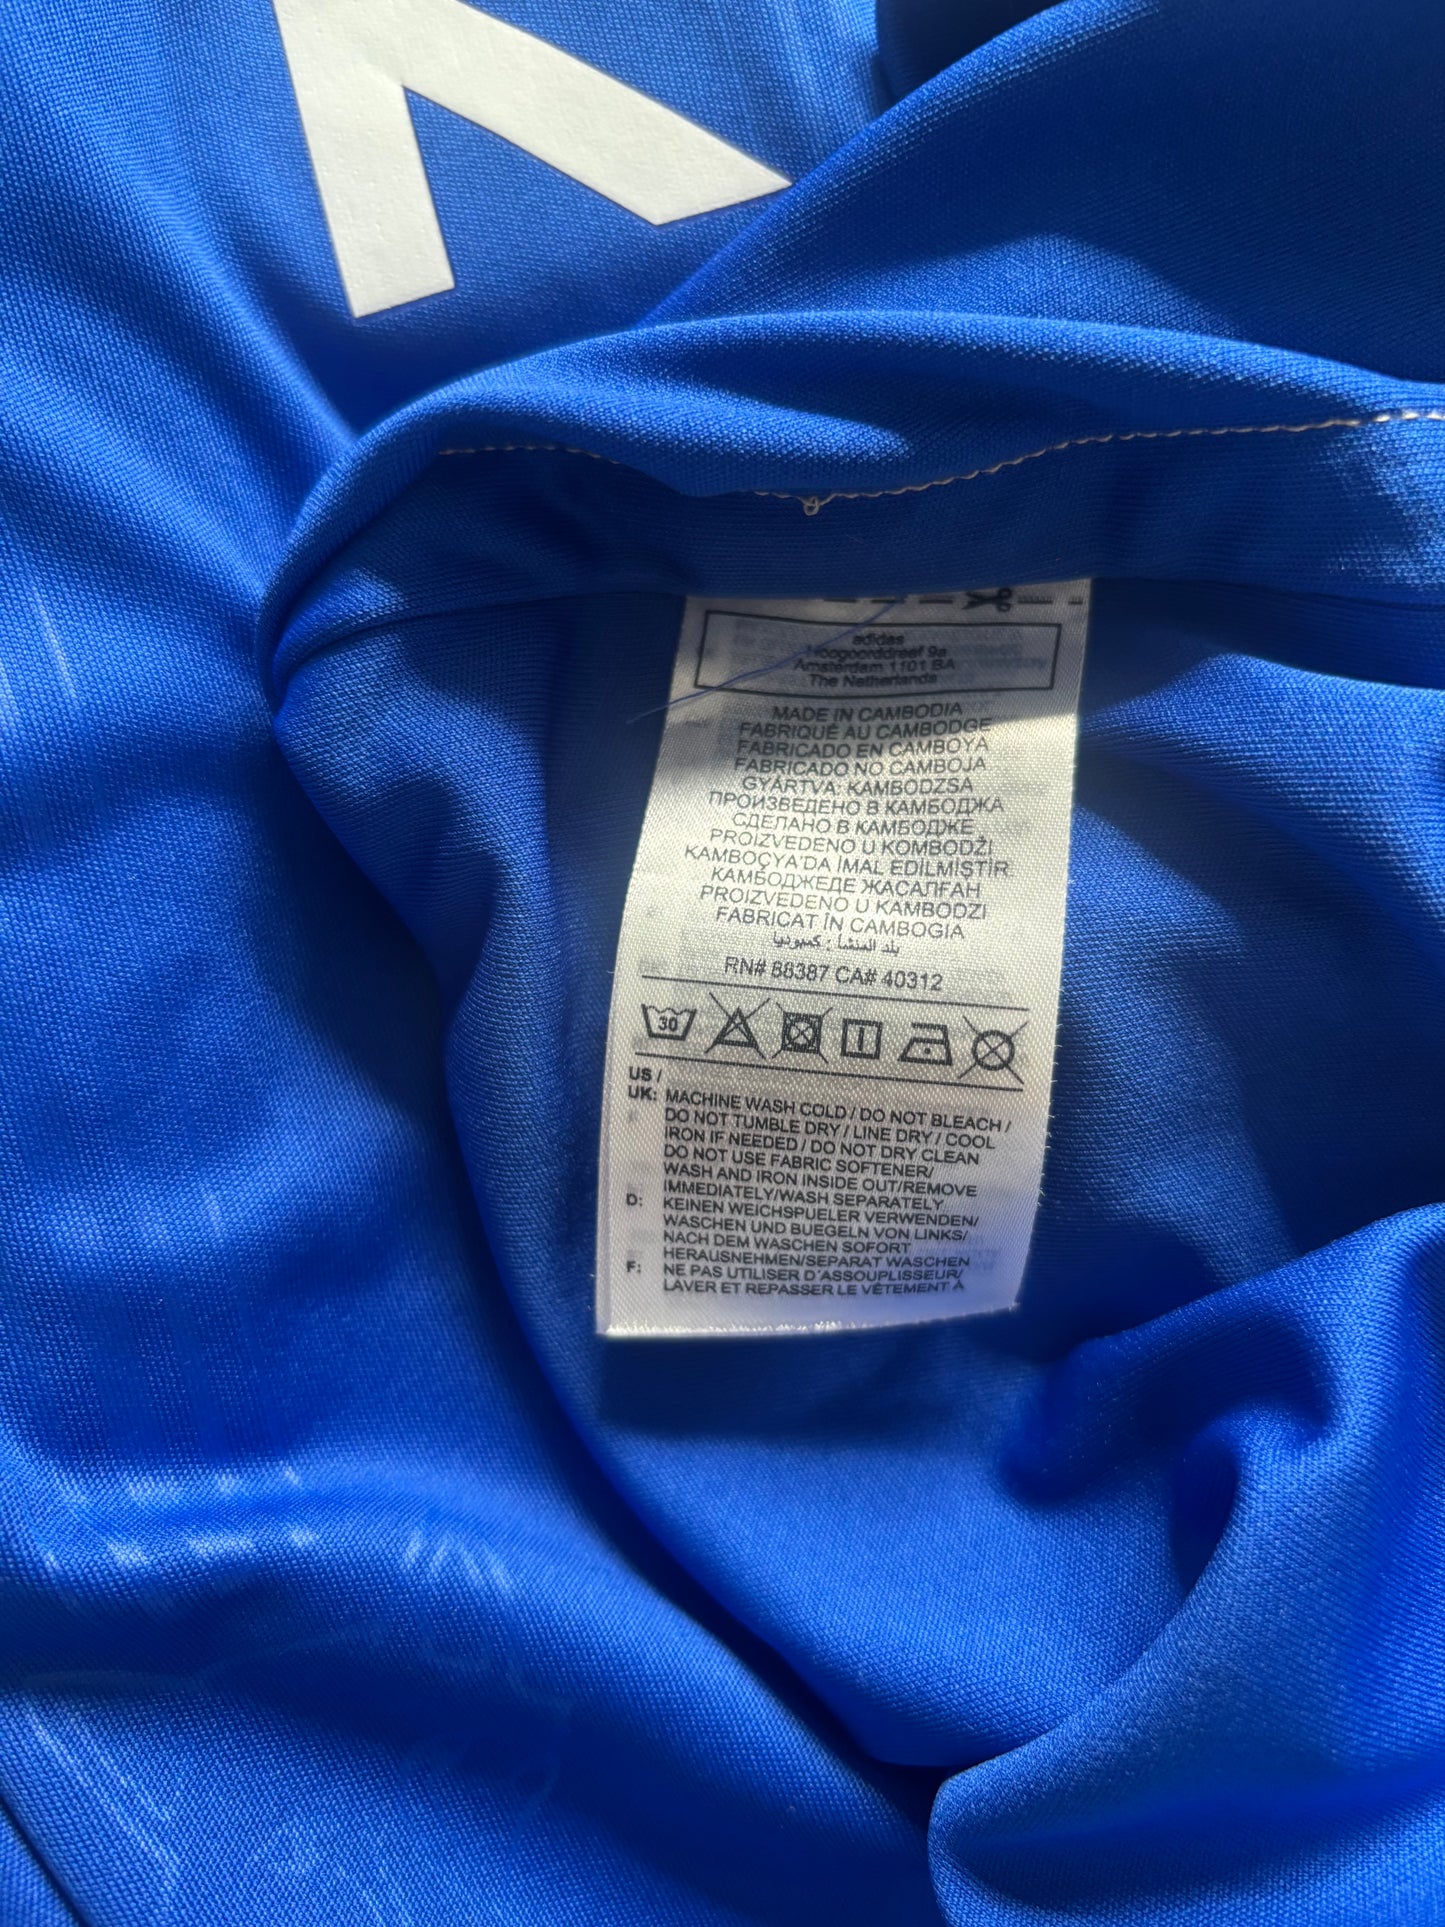 adidas
Hoogoorddreef 9a
Amsterdam 1101 BA
The Netherlands
MADE IN CAMBODIA
FABRIQUÉ AU CAMBODGE
FABRICADO EN CAMBOYA
FABRICADO NO CAMBOJA
GYÁRTVA: KAMBODZSA
ПРОИЗВЕДЕНО В КАМБОДЖА
СДЕЛАНО В КАМБОДЖЕ
PROIZVEDENO U KOMBODŽI
KAMBOÇYA'DA İMAL EDİLMİŞTİR
КАМБОДЖЕДЕ ЖАСАЛҒАН
PROIZVEDENO U KAMBODZI
FABRICAT ÎN CAMBOGIA
بلد المنشأ : كمبوديا
RN# 88387 CA# 40312
30
US /
UK: MACHINE WASH COLD / DO NOT BLEACH /
DO NOT TUMBLE DRY / LINE DRY / COOL
IRON IF NEEDED / DO NOT DRY CLEAN
DO NOT USE FABRIC SOFTENER/
WASH AND IRON INSIDE OUT/REMOVE
IMMEDIATELY/WASH SEPARATELY
D: KEINEN WEICHSPUELER VERWENDEN/
WASCHEN UND BUEGELN VON LINKS/
NACH DEM WASCHEN SOFORT
HERAUSNEHMEN/SEPARAT WASCHEN
F: NE PAS UTILISER D'ASSOUPLISSEUR/
LAVER ET REPASSER LE VÊTEMENT À